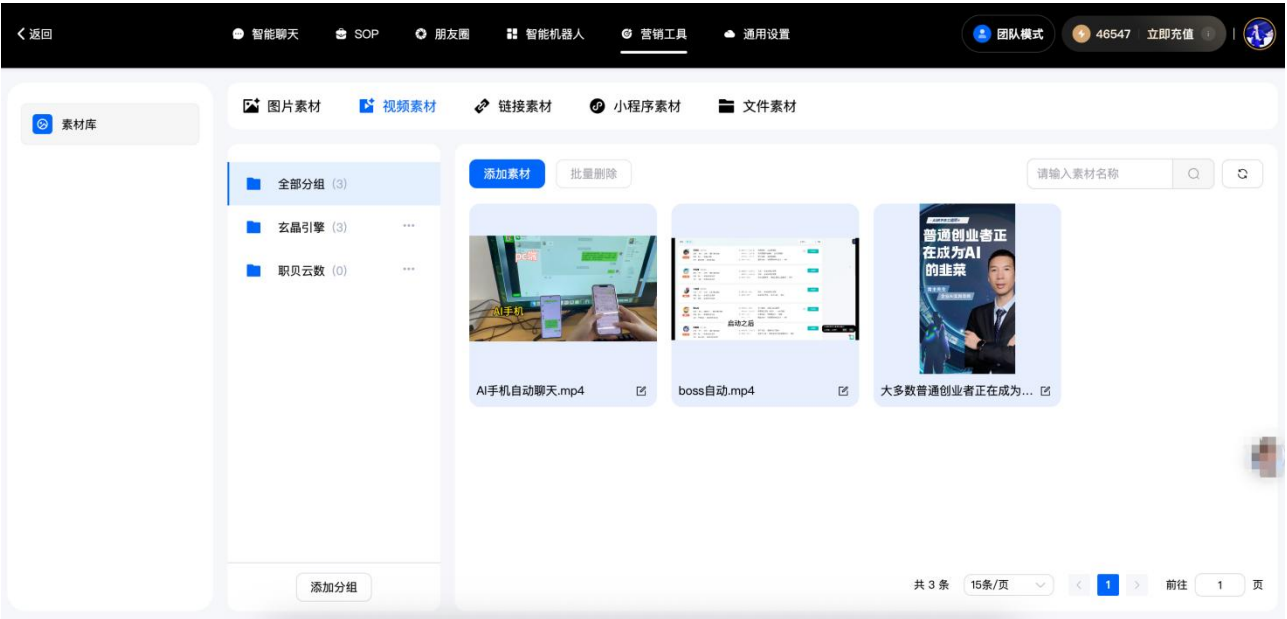 返回
智能聊天
SOP
朋友圈
智能机器人
营销工具
通用设置
团队模式
46547
立即充值
素材库
图片素材
视频素材
链接素材
小程序素材
文件素材
全部分组 (3)
玄晶引擎 (3)
职贝云数 (0)
添加分组
添加素材
批量删除
请输入素材名称
pc端
AI手机
AI手机自动聊天.mp4
启动之后
boss自动.mp4
普通创业者正
在成为AI
的韭菜
大多数普通创业者正在成为...
共 3 条
15条/页
1
前往
1
页